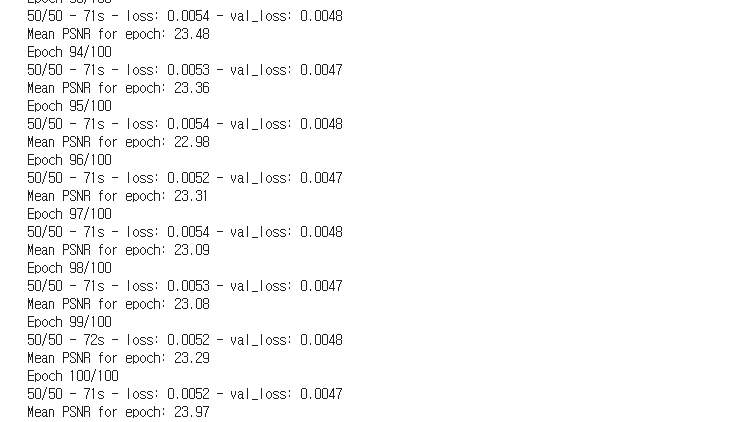 50/50 - 71s - loss: 0.0054 - val_loss: 0.0048
Mean PSNR for epoch: 23.48
Epoch 94/100
50/50 - 71s - loss: 0.0053 - val_loss: 0.0047
Mean PSNR for epoch: 23.36
Epoch 95/100
50/50 - 71s - loss: 0.0054 - val_loss: 0.0048
Mean PSNR for epoch: 22.98
Epoch 96/100
50/50 - 71s - loss: 0.0052 - val_loss: 0.0047
Mean PSNR for epoch: 23.31
Epoch 97/100
50/50 - 71s - loss: 0.0054 - val_loss: 0.0048
Mean PSNR for epoch: 23.09
Epoch 98/100
50/50 - 71s - loss: 0.0053 - val_loss: 0.0047
Mean PSNR for epoch: 23.08
Epoch 99/100
50/50 - 72s - loss: 0.0052 - val_loss: 0.0048
Mean PSNR for epoch: 23.29
Epoch 100/100
50/50 - 71s - loss: 0.0052 - val_loss: 0.0047
Mean PSNR for epoch: 23.97